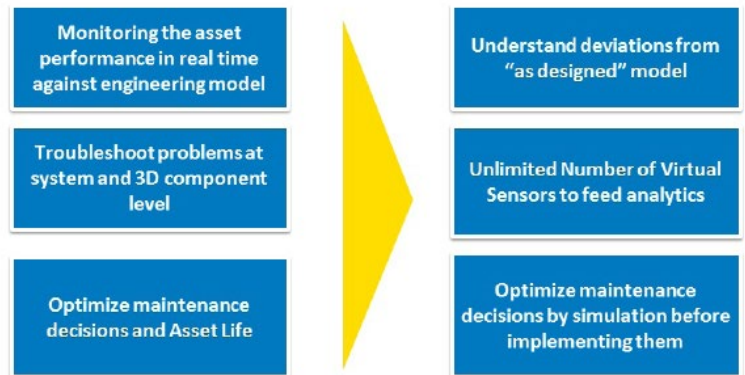 Monitoring the asset
performance in real time
against engineering model
Troubleshoot problems at
system and 3D component
level
Optimize maintenance
decisions and Asset Life
Understand deviations from
“as designed” model
Unlimited Number of Virtual
Sensors to feed analytics
Optimize maintenance
decisions by simulation before
implementing them